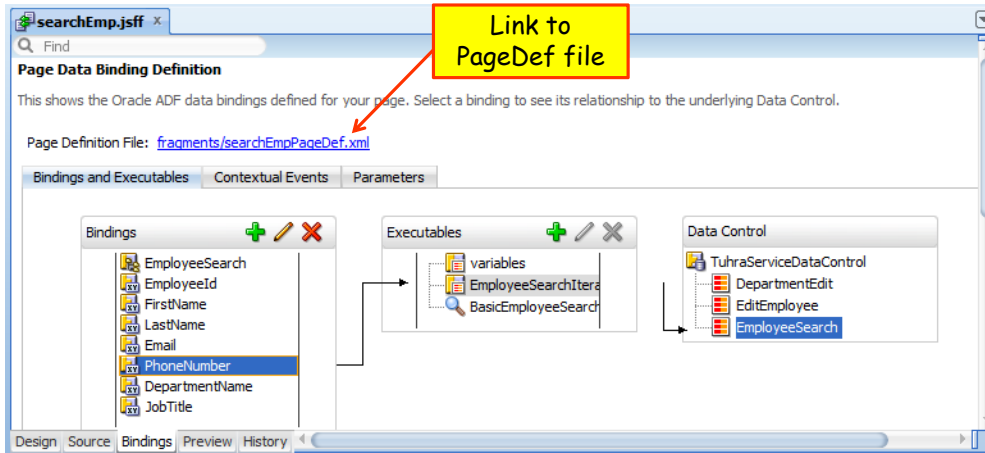 searchEmp.jsff ×
Link to
PageDef file
Find
Page Data Binding Definition
This shows the Oracle ADF data bindings defined for your page. Select a binding to see its relationship to the underlying Data Control.
Page Definition File: fragments/searchEmpPageDef.xml
Bindings and Executables Contextual Events Parameters
Bindings
EmployeeSearch
EmployeeId
FirstName
LastName
Email
PhoneNumber
DepartmentName
JobTitle
Executables
variables
EmployeeSearchItera
BasicEmployeeSearch
Data Control
TuhraServiceDataControl
DepartmentEdit
EditEmployee
EmployeeSearch
Design Source Bindings Preview History